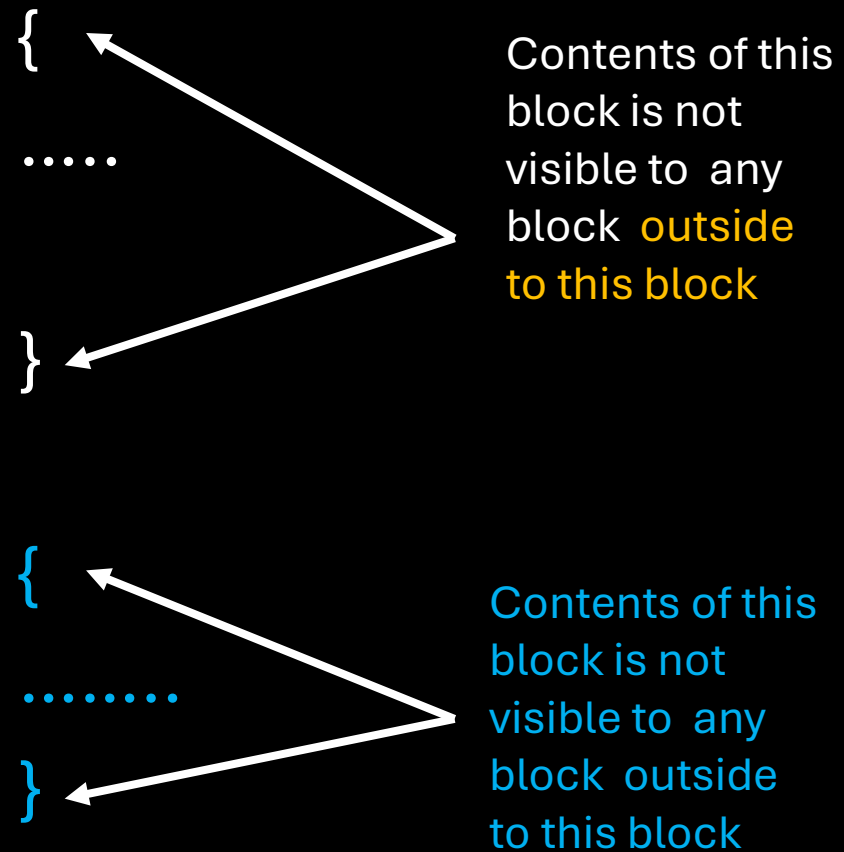 {
Contents of this
block is not
.....
visible to any
block outside
to this block
}
{
Contents of this
block is not
........
visible to any
}
block outside
to this block